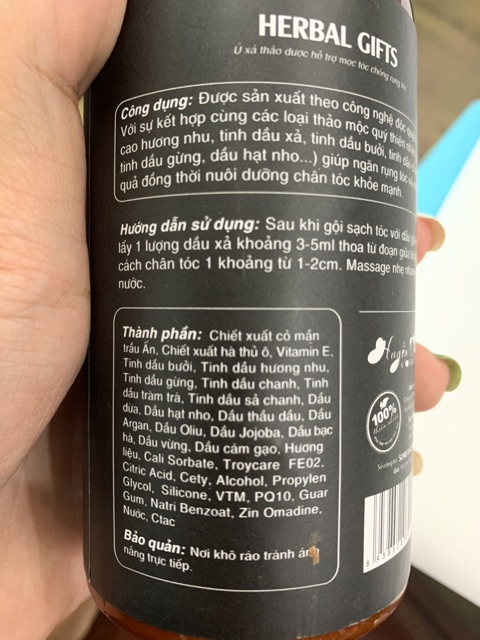 HERBAL GIFTS
Ủ xả thảo dược hỗ trợ mọc tóc chống rụng tóc
Công dụng: Được sản xuất theo công nghệ độc quyền
Với sự kết hợp cùng các loại thảo mộc quý thiên nhiên
cao hương nhu, tinh dầu xả, tinh dầu bưởi, tinh dầu
tinh dầu gừng, dầu hạt nho...) giúp ngăn rụng tóc
quả đồng thời nuôi dưỡng chân tóc khỏe mạnh.
Hướng dẫn sử dụng: Sau khi gội sạch tóc với dầu
lấy 1 lượng dầu xả khoảng 3-5ml thoa từ đoạn giữa
cách chân tóc 1 khoảng từ 1-2cm. Massage nhẹ
nước.
Thành phần: Chiết xuất cỏ mần
trầu Ấn, Chiết xuất hà thủ ô, Vitamin E,
Tinh dầu bưởi, Tinh dầu hương nhu,
Tinh dầu gừng, Tinh dầu chanh, Tinh
dầu tràm trà, Tinh dầu sả chanh, Dầu
dừa, Dầu hạt nho, Dầu thầu dầu, Dầu
Argan, Dầu Oliu, Dầu Jojoba, Dầu bạc
hà, Dầu vừng, Dầu cám gạo, Hương
liệu, Cali Sorbate, Troycare FE02,
Citric Acid, Cety, Alcohol, Propylen
Glycol, Silicone, VTM, PQ10, Guar
Gum, Natri Benzoat, Zin Omadine,
Nước, Clac
Bảo quản: Nơi khô ráo tránh ánh
nắng trực tiếp.
Huyền
100%